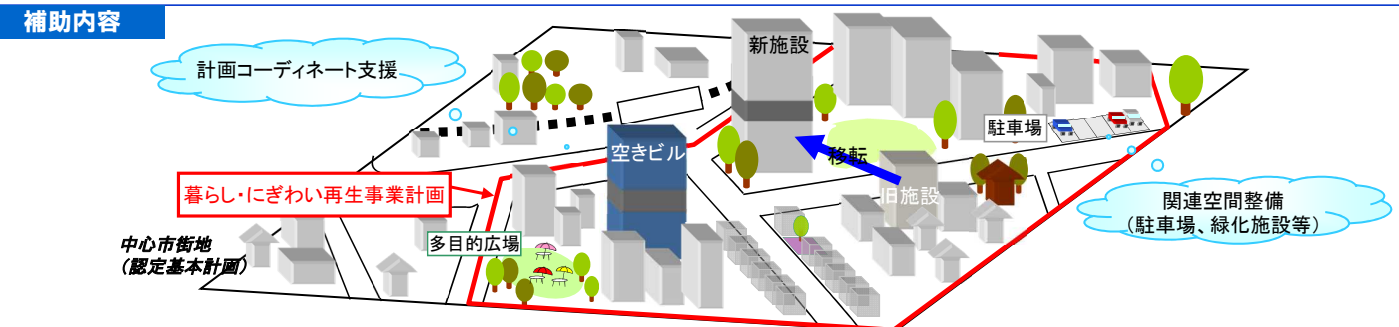 補助内容
新施設
計画コーディネート支援
駐車場
空きビル
移転
暮らし・にぎわい再生事業計画
旧施設
関連空間整備
（駐車場、緑化施設等）
中心市街地
（認定基本計画）
多目的広場